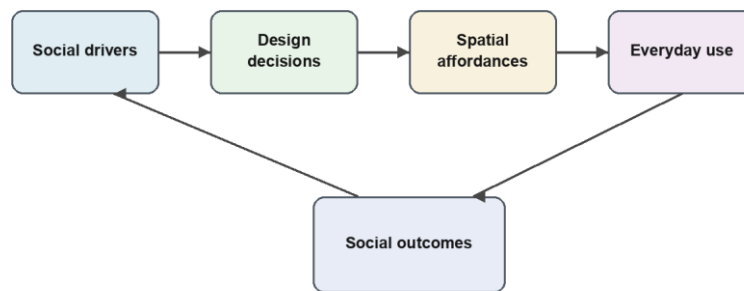 Social drivers
Design
decisions
Spatial
affordances
Everyday use
Social outcomes